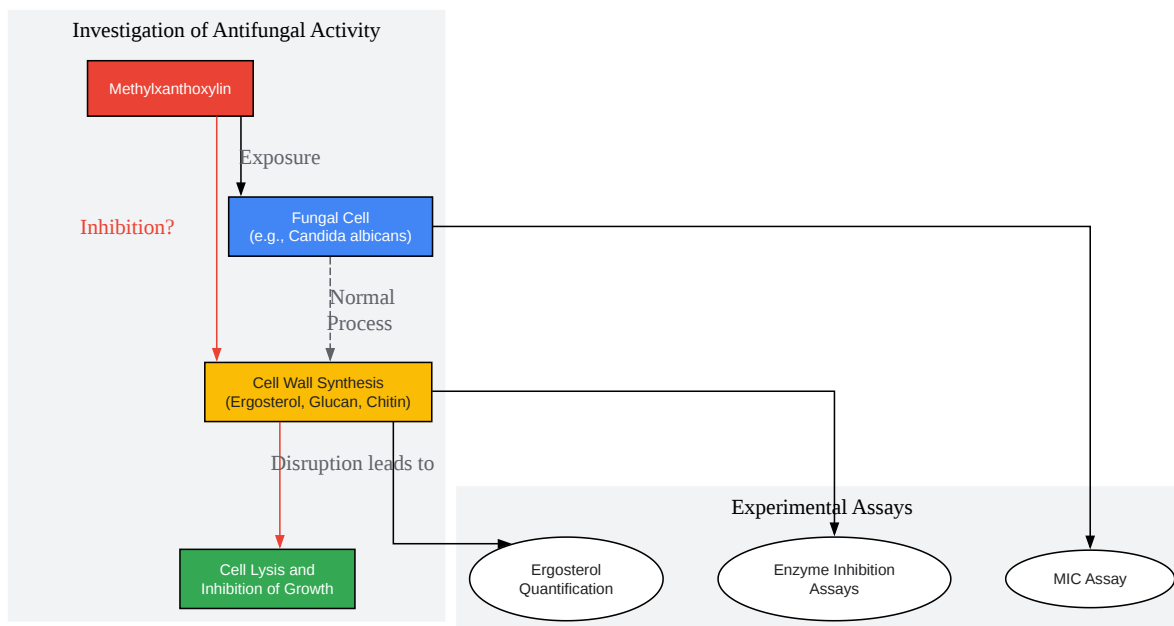 Investigation of Antifungal Activity
Methylxanthoxylin
Exposure
Fungal Cell
(e.g., Candida albicans)
Inhibition?
Normal
Process
Cell Wall Synthesis
(Ergosterol, Glucan, Chitin)
Disruption leads to
Cell Lysis and
Inhibition of Growth
Experimental Assays
Ergosterol
Quantification
Enzyme Inhibition
Assays
MIC Assay